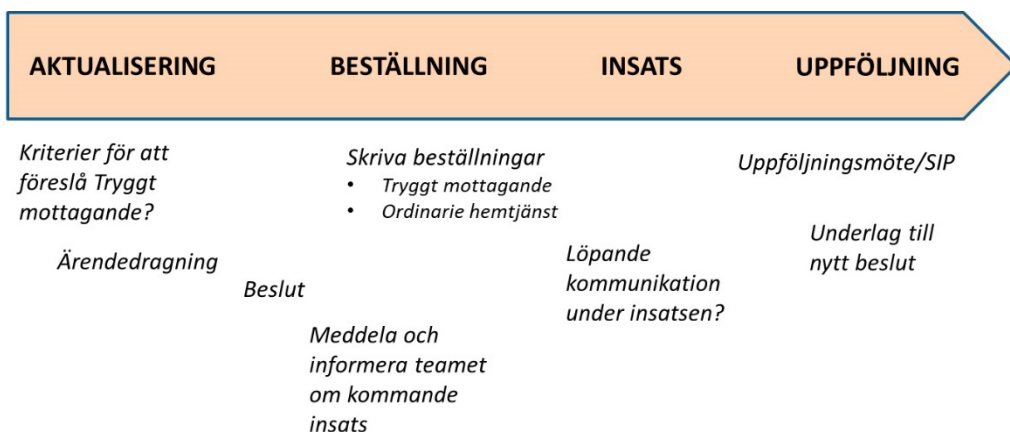 AKTUALISERING BESTÄLLNING INSATS UPPFÖLJNING
Kriterier för att
föreslå Tryggt
mottagande?
Ärendedragning
Beslut
Skriva beställningar
• Tryggt mottagande
• Ordinarie hemtjänst
Meddela och
informera teamet
om kommande
insats
Löpande
kommunikation
under insatsen?
Uppföljningsmöte/SIP
Underlag till
nytt beslut